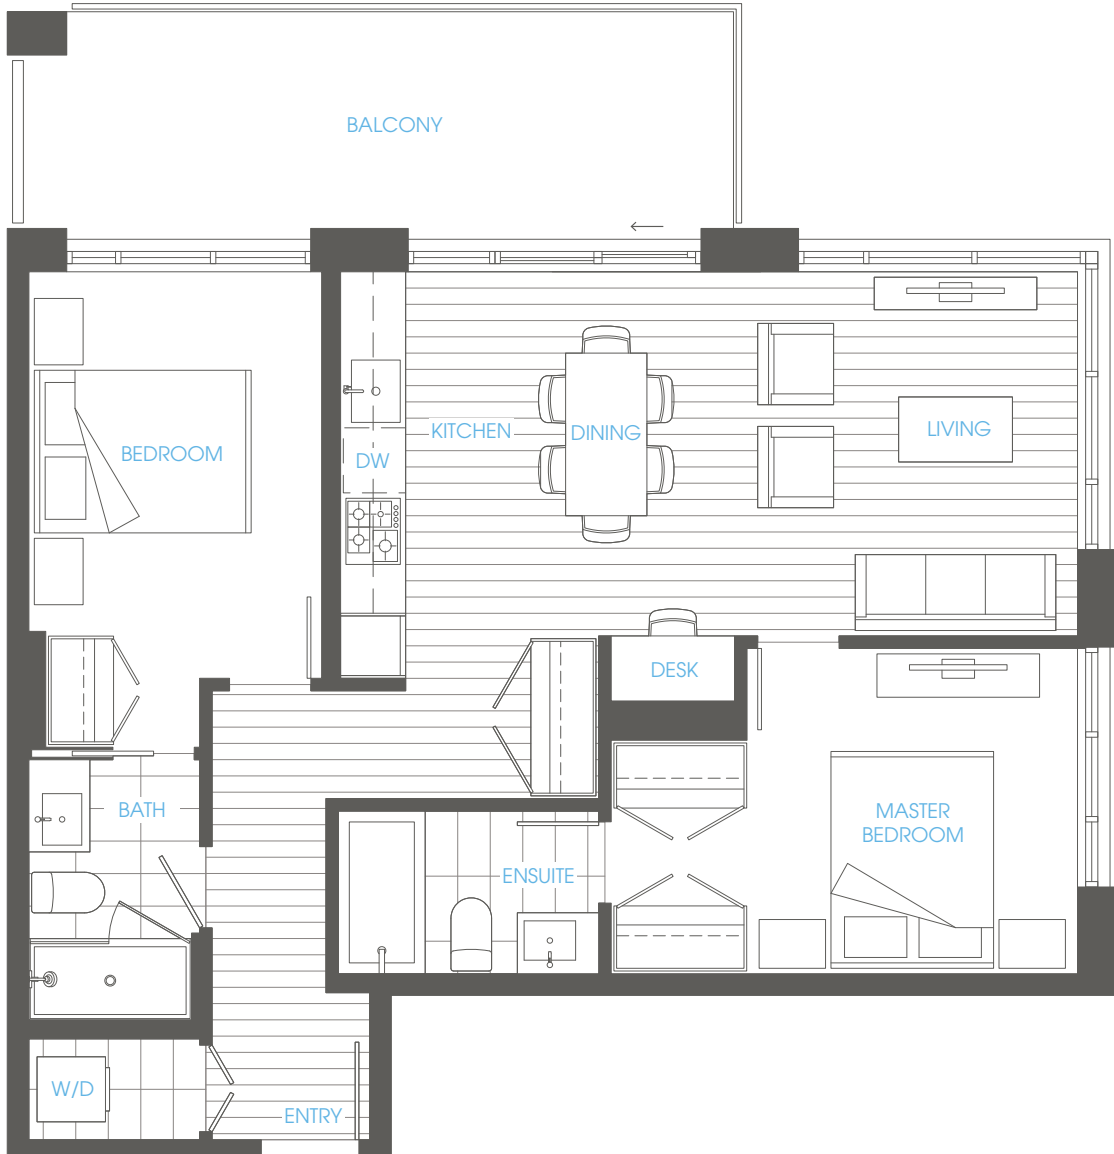 BALCONY
KITCHEN
DINING
LIVING
BEDROOM
DW
DESK
BATH
MASTER
BEDROOM
ENSUITE
W/D
ENTRY